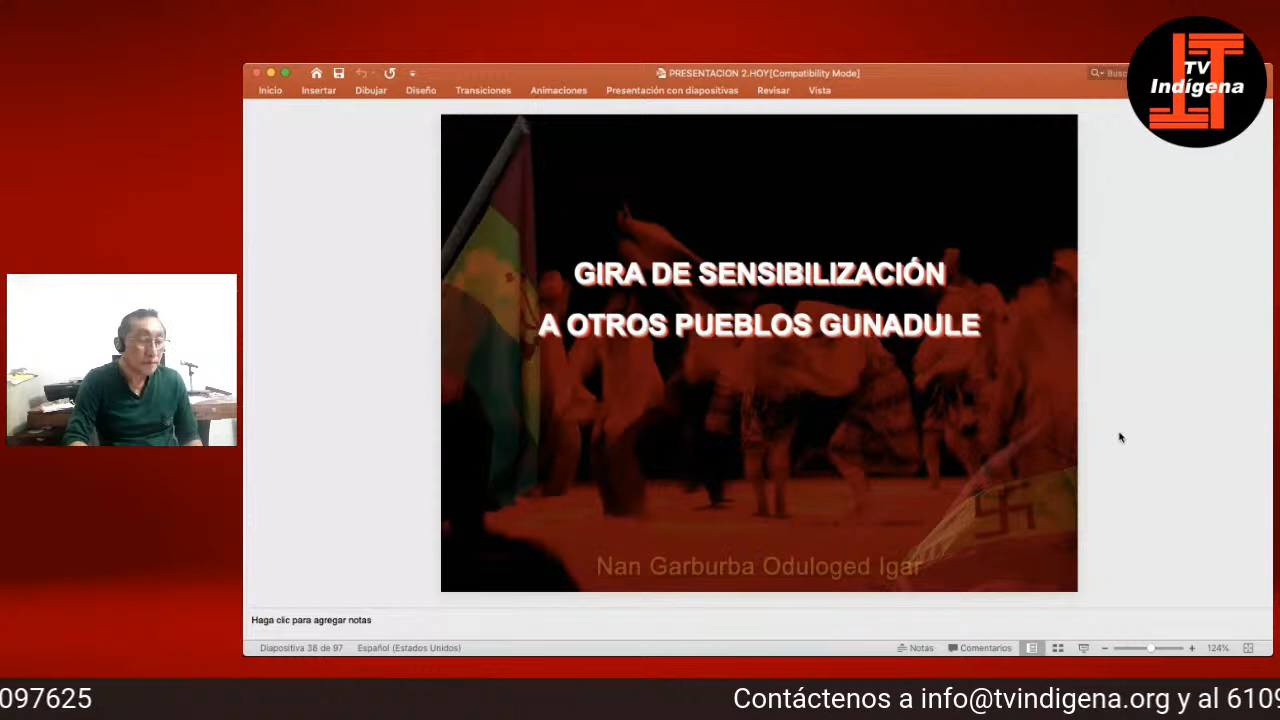 PRESENTACION 2.HOY[Compatibility Mode]
Busc
TV
Indígena
Inicio Insertar Dibujar Diseño Transiciones Animaciones Presentación con diapositivas Revisar Vista
GIRA DE SENSIBILIZACIÓN
A OTROS PUEBLOS GUNADULE
Nan Garburba Oduloged Igar
Haga clic para agregar notas
Diapositiva 38 de 97 Español (Estados Unidos) Notas Comentarios 124%
097625 Contáctenos a info@tvindigena.org y al 6109